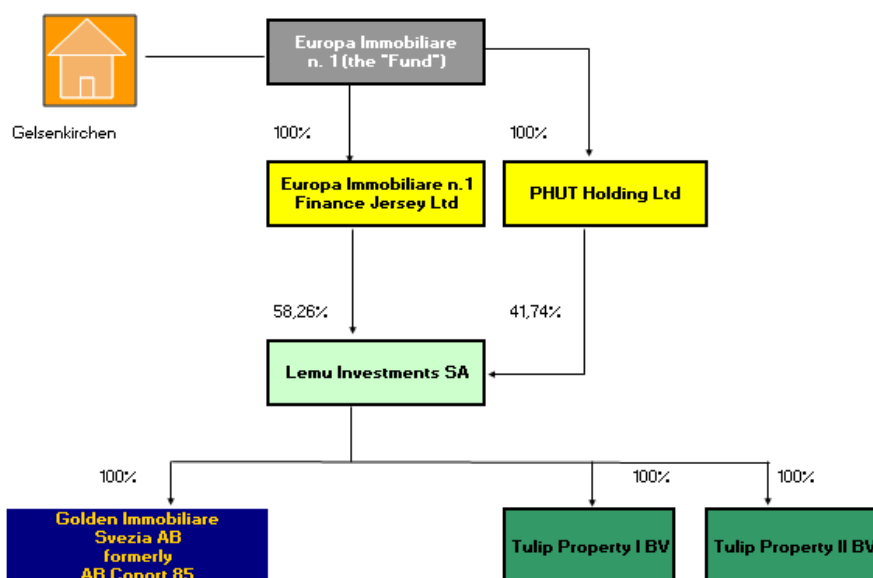 Europa Immobiliare
n. 1 (the "Fund")
Gelsenkirchen
100%
100%
Europa Immobiliare n.1
Finance Jersey Ltd
PHUT Holding Ltd
58,26%
41,74%
Lemu Investments SA
100%
100%
100%
Golden Immobiliare
Svezia AB
formerly
AB Coport 85
Tulip Property I BV
Tulip Property II BV